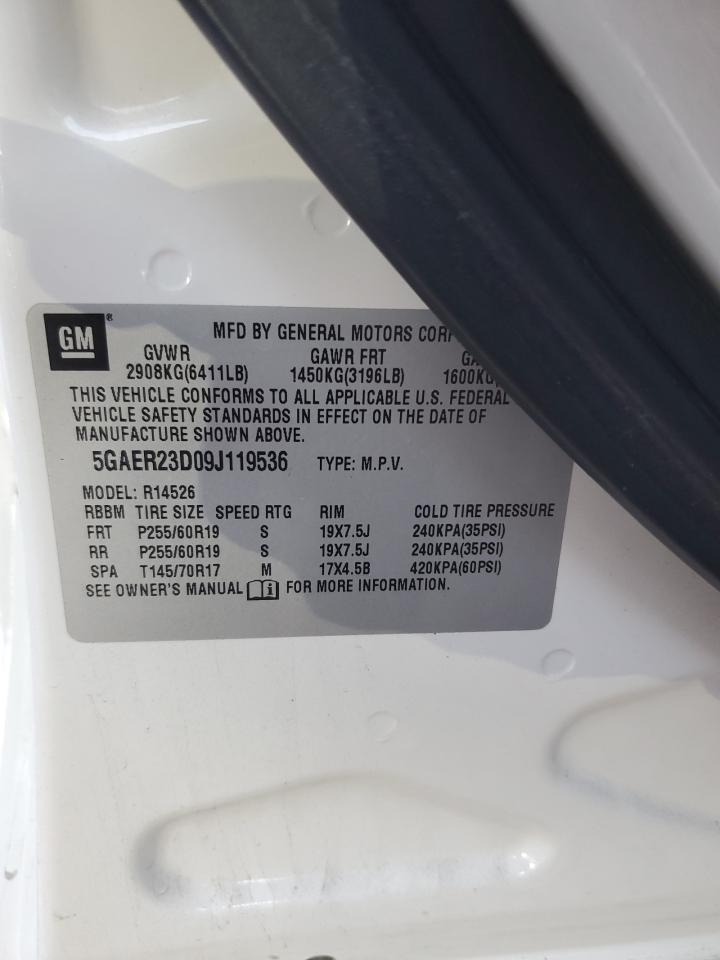 GM®
MFD BY GENERAL MOTORS CORP
GVWR GAWR FRT
2908KG(6411LB) 1450KG(3196LB) 1600KG(
THIS VEHICLE CONFORMS TO ALL APPLICABLE U.S. FEDERAL
VEHICLE SAFETY STANDARDS IN EFFECT ON THE DATE OF
MANUFACTURE SHOWN ABOVE.
5GAER23D09J119536 TYPE: M.P.V.
MODEL: R14526
RBBM TIRE SIZE SPEED RTG RIM COLD TIRE PRESSURE
FRT P255/60R19 S 19X7.5J 240KPA(35PSI)
RR P255/60R19 S 19X7.5J 240KPA(35PSI)
SPA T145/70R17 M 17X4.5B 420KPA(60PSI)
SEE OWNER'S MANUAL FOR MORE INFORMATION.